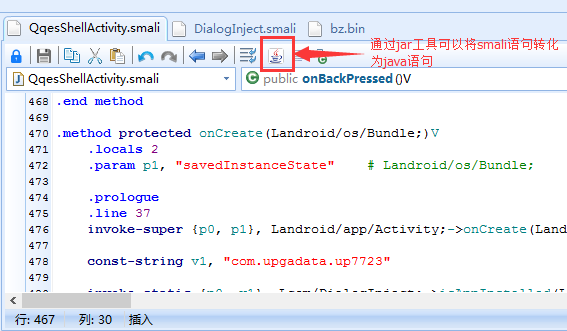 QqesShellActivity.smali DialogInject.smali bz.bin
通过jar工具可以将smali语句转化
为java语句
QqesShellActivity.smali public onBackPressed()V
468 .end method
469
470 .method protected onCreate(Landroid/os/Bundle;)V
471 .locals 2
472 .param p1, "savedInstanceState" # Landroid/os/Bundle;
473
474 .prologue
475 .line 37
476 invoke-super {p0, p1}, Landroid/app/Activity;->onCreate(Land
477
478 const-string v1, "com.upgadata.up7723"
479
行: 467 列: 30 插入